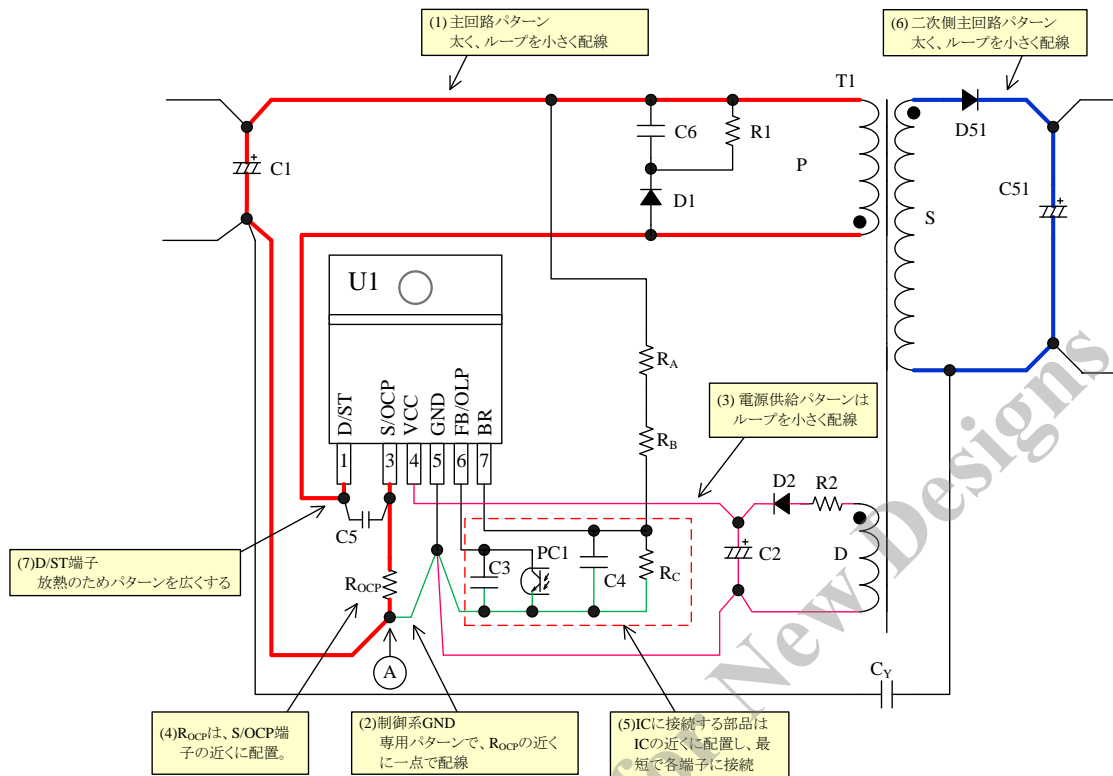 (1)主回路パターン
太く、ループを小さく配線
(6) 二次側主回路パターン
太く、ループを小さく配線
T1
C6
R1
D51
C1
P
D1
C51
S
U1
RA
RB
(3) 電源供給パターンは
ループを小さく配線
D/ST
S/OCP
VCC
GND
FB/OLP
BR
1
3
4
5
6
7
D2
R2
C5
(7)D/ST端子
放熱のためパターンを広くする
PC1
C3
C4
RC
C2
D
ROCP
A
CY
(4)ROCPは、S/OCP端
子の近くに配置。
(2)制御系GND
専用パターンで、ROCPの近く
に一点で配線
(5)ICに接続する部品は
ICの近くに配置し、最
短で各端子に接続
for New Designs